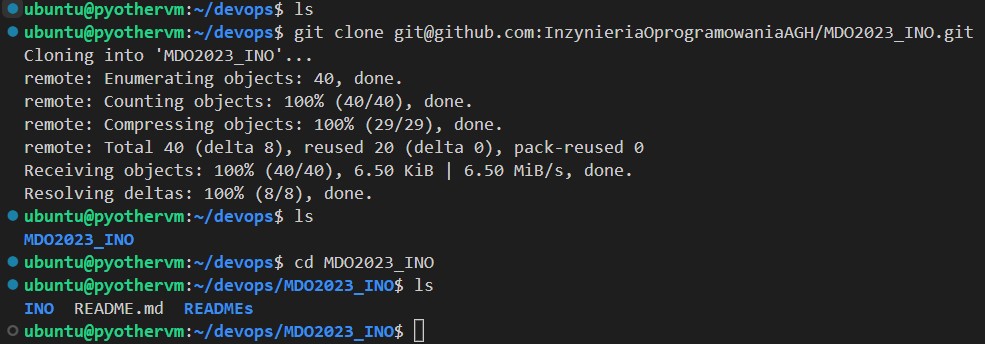 ubuntu@pyothervm:~/devops$ ls
ubuntu@pyothervm:~/devops$ git clone git@github.com:InzynieriaOprogramowaniaAGH/MDO2023_INO.git
Cloning into 'MDO2023_INO'...
remote: Enumerating objects: 40, done.
remote: Counting objects: 100% (40/40), done.
remote: Compressing objects: 100% (29/29), done.
remote: Total 40 (delta 8), reused 20 (delta 0), pack-reused 0
Receiving objects: 100% (40/40), 6.50 KiB | 6.50 MiB/s, done.
Resolving deltas: 100% (8/8), done.
ubuntu@pyothervm:~/devops$ ls
MDO2023_INO
ubuntu@pyothervm:~/devops$ cd MDO2023_INO
ubuntu@pyothervm:~/devops/MDO2023_INO$ ls
INO  README.md  READMEs
ubuntu@pyothervm:~/devops/MDO2023_INO$